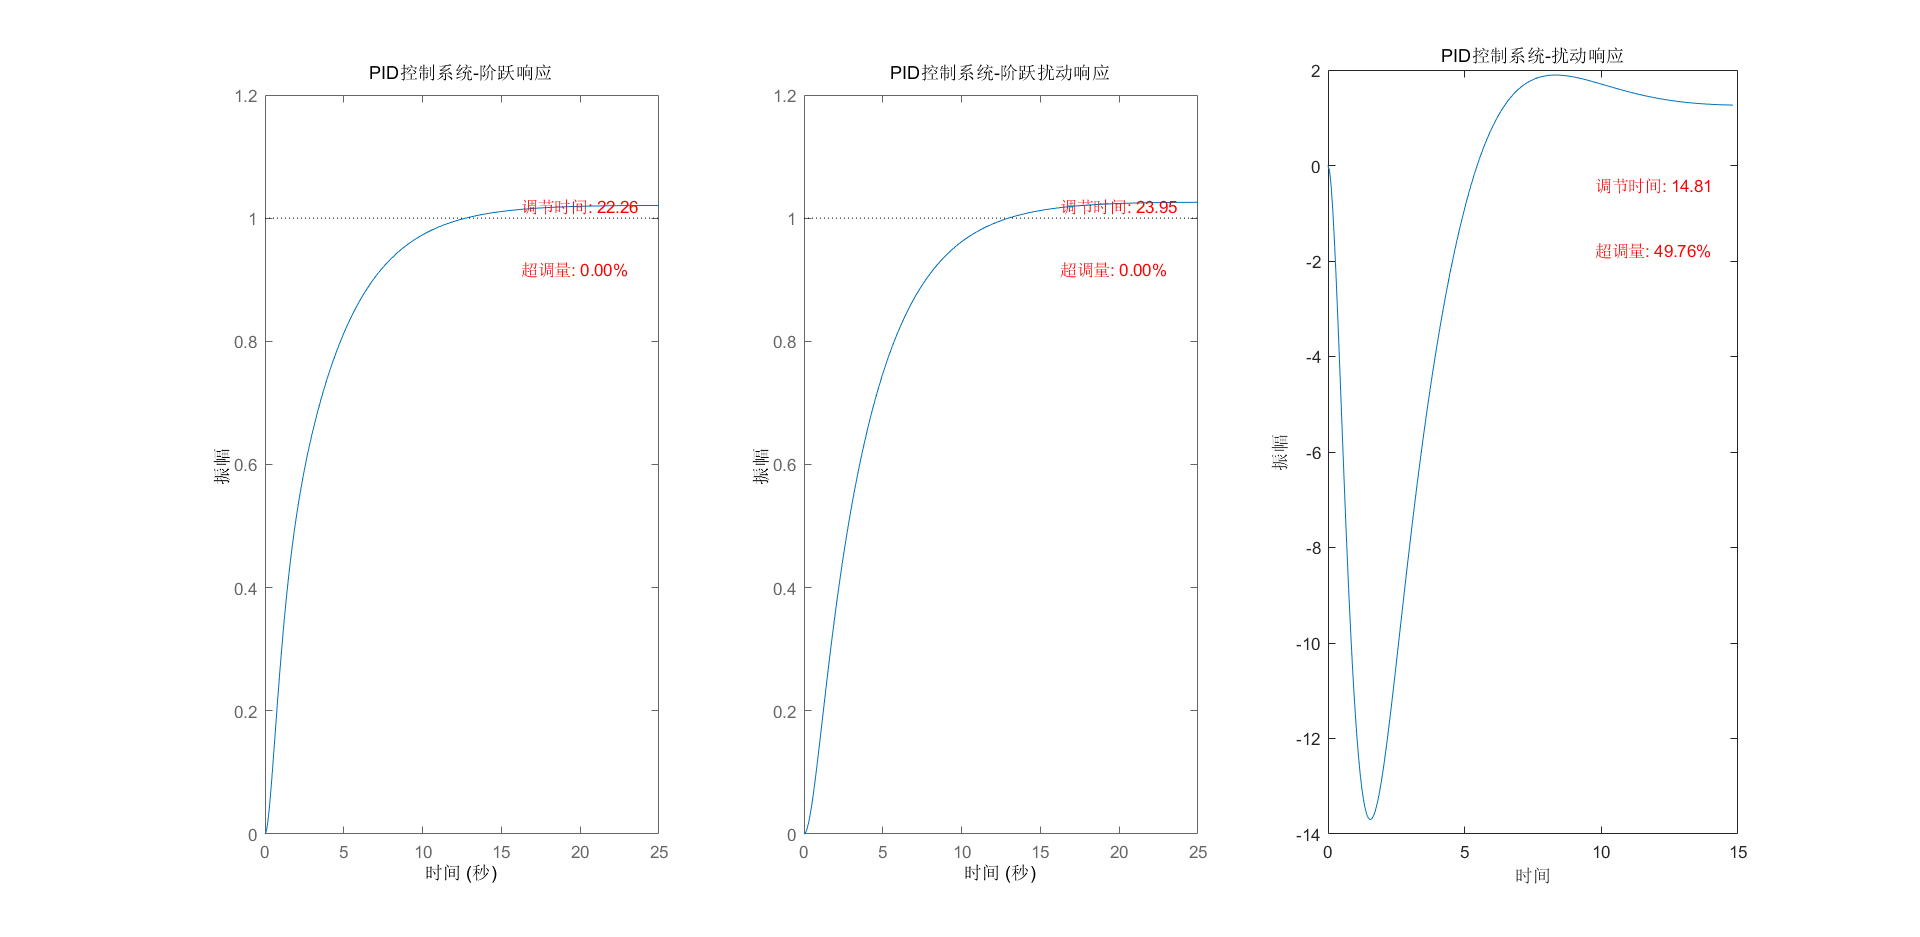 PID控制系统-阶跃响应
1.2
1
0.8
0.6
0.4
0.2
0
振幅
调节时间: 22.26
超调量: 0.00%
0 5 10 15 20 25
时间 (秒)
PID控制系统-阶跃扰动响应
1.2
1
0.8
0.6
0.4
0.2
0
振幅
调节时间: 23.95
超调量: 0.00%
0 5 10 15 20 25
时间 (秒)
PID控制系统-扰动响应
2
0
-2
-4
-6
-8
-10
-12
-14
振幅
调节时间: 14.81
超调量: 49.76%
0 5 10 15
时间